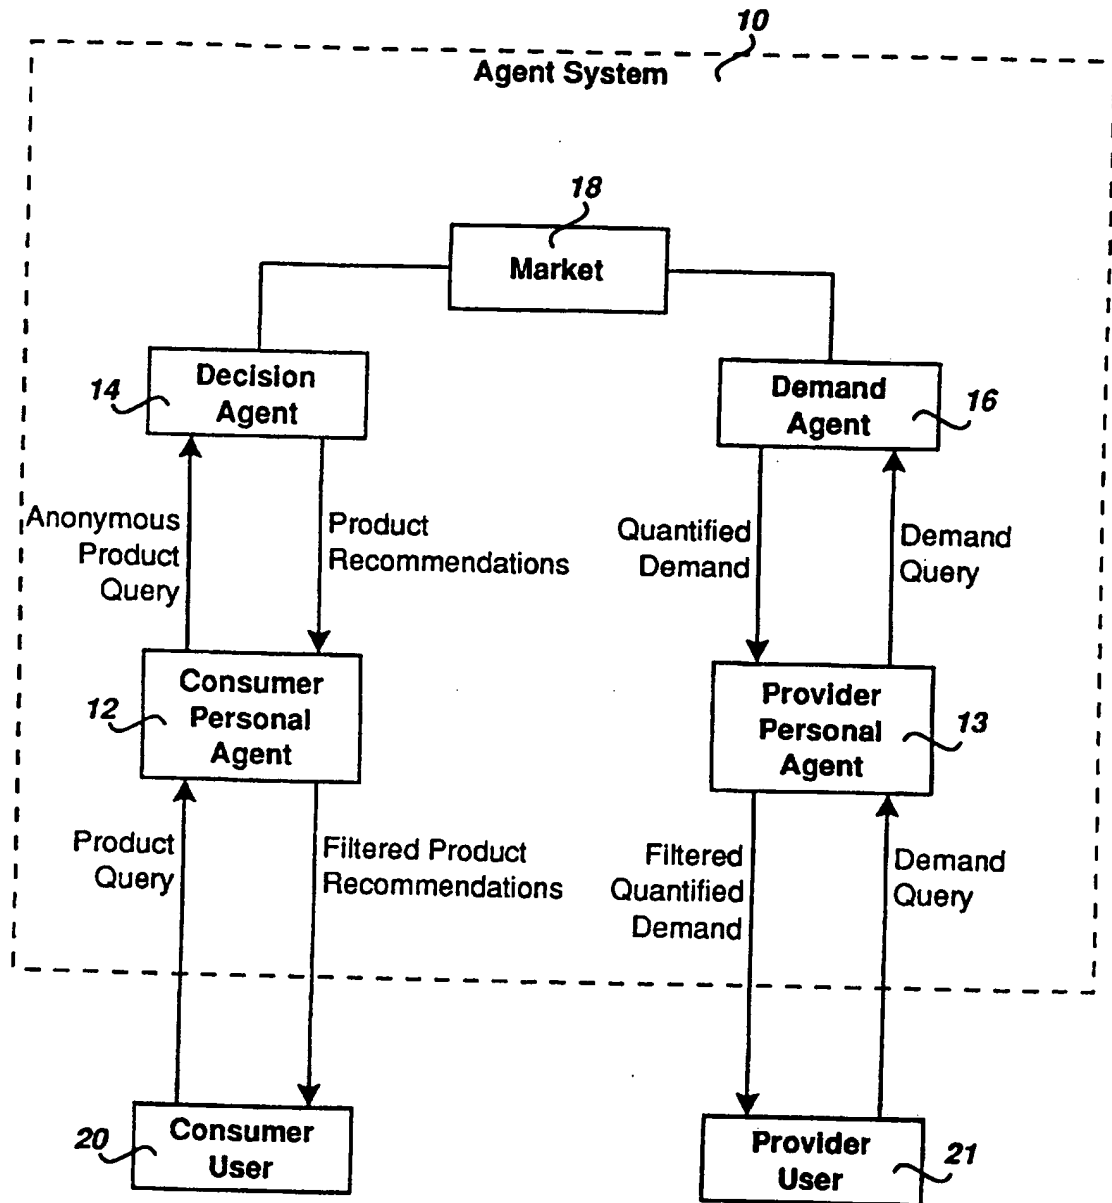 10
Agent System
18
Market
Decision
Agent
14
Demand
Agent
16
Anonymous
Product
Query
Product
Recommendations
Quantified
Demand
Demand
Query
Consumer
Personal
Agent
12
Provider
Personal
Agent
13
Product
Query
Filtered Product
Recommendations
Filtered
Quantified
Demand
Demand
Query
20
Consumer
User
Provider
User
21